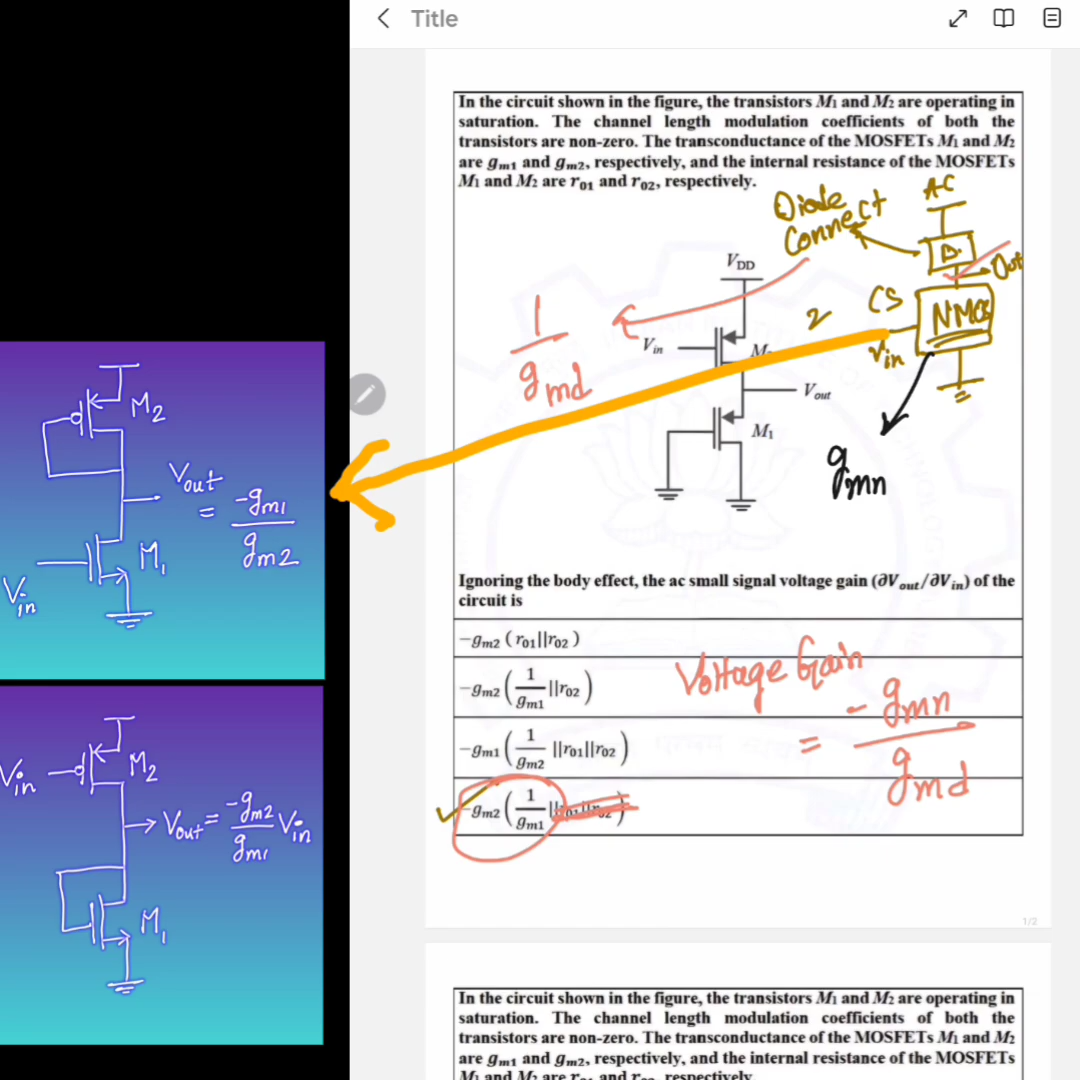 Title
In the circuit shown in the figure, the transistors M₁ and M₂ are operating in
saturation. The channel length modulation coefficients of both the
transistors are non-zero. The transconductance of the MOSFETs M₁ and M₂
are gm1 and gm2, respectively, and the internal resistance of the MOSFETs
M₁ and M₂ are r01 and r02, respectively.
Diode
Connect
AC
D.
Out
CS
NMOS
Vin
2
1
gmd
gmn
VDD
Vin
Vout
M₁
M₂
Vout
= -gm1
gm2
M₁
Vin
Vin
M₂
Vout = -gm2 Vin
gm1
M₁
Ignoring the body effect, the ac small signal voltage gain (∂Vout/∂Vin) of the
circuit is
-gm2 (r01||r02)
-gm2 (1/gm1 ||r02)
-gm1 (1/gm2 ||r01||r02)
-gm2 (1/gm1 ||r01||r02)
Voltage Gain
= -gmn
gmd
1/2
In the circuit shown in the figure, the transistors M₁ and M₂ are operating in
saturation. The channel length modulation coefficients of both the
transistors are non-zero. The transconductance of the MOSFETs M₁ and M₂
are gm1 and gm2, respectively, and the internal resistance of the MOSFETs
M₁ and M₂ are r01 and r02, respectively.